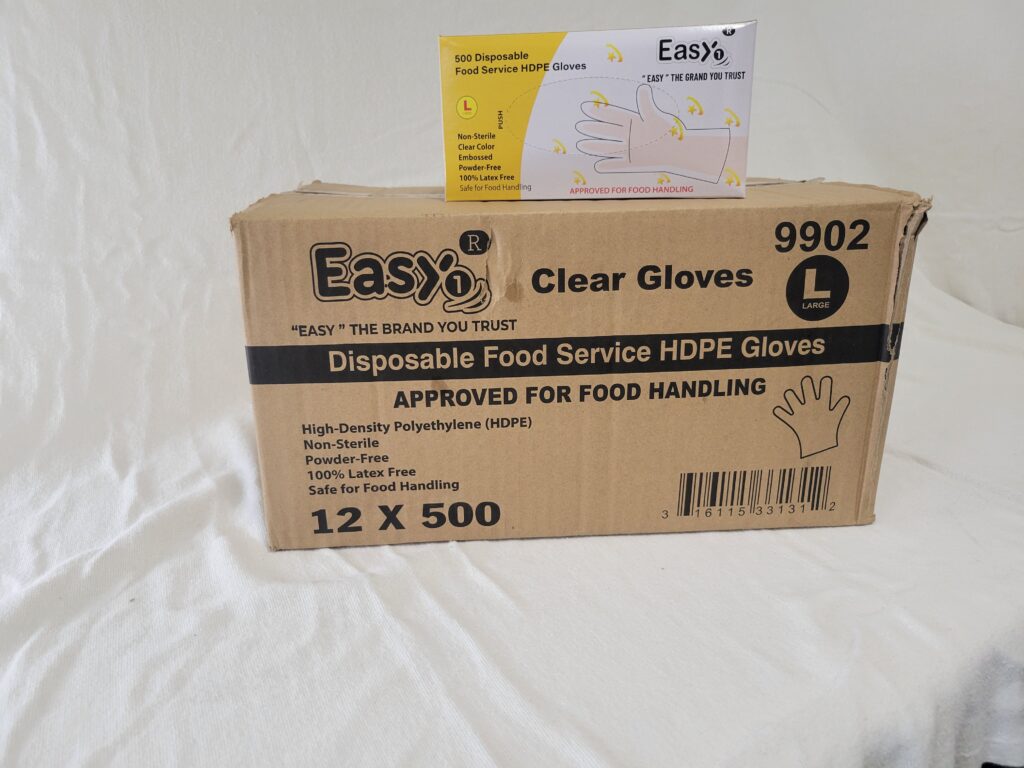 500 Disposable
Food Service HDPE Gloves
L
PUSH
Non-Sterile
Clear Color
Embossed
Powder-Free
100% Latex Free
Safe for Food Handling
Easy1 R
" EASY " THE BRAND YOU TRUST
APPROVED FOR FOOD HANDLING
Easy1 R
"EASY " THE BRAND YOU TRUST
Clear Gloves
9902
L
LARGE
Disposable Food Service HDPE Gloves
APPROVED FOR FOOD HANDLING
High-Density Polyethylene (HDPE)
Non-Sterile
Powder-Free
100% Latex Free
Safe for Food Handling
12 X 500
3 16115 33131 2